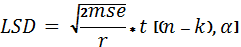 LSD = √2mse / r * t [(n − k), α]